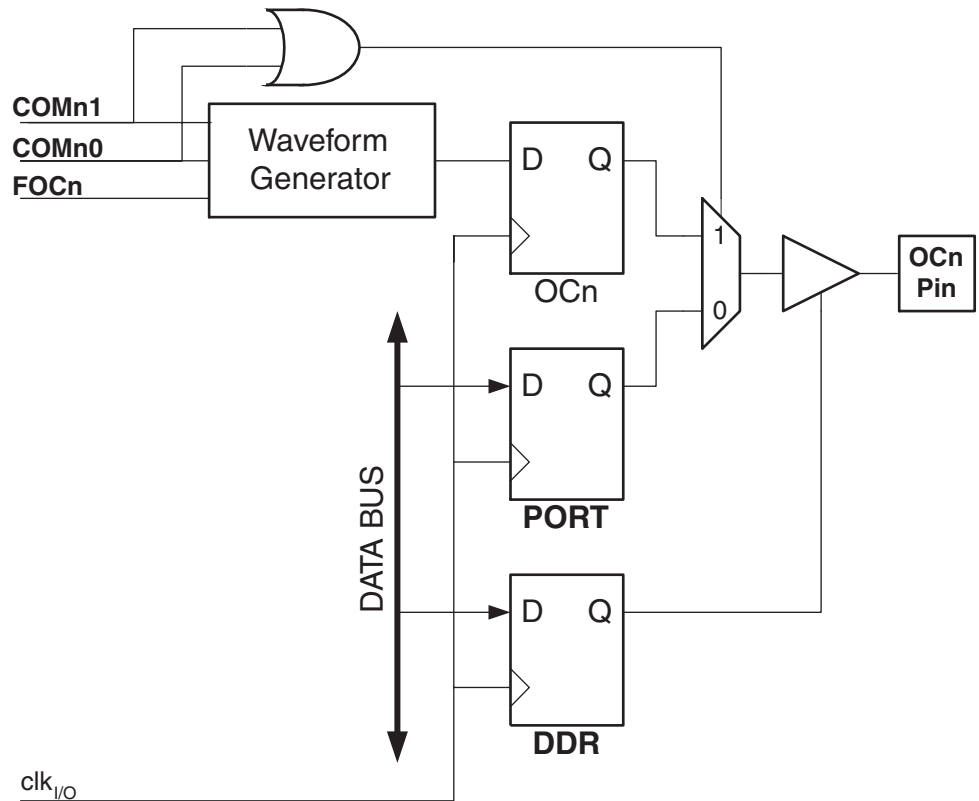 COMn1
COMn0
FOCn
Waveform
Generator
D Q
OCn
1
0
OCn
Pin
D Q
PORT
DATA BUS
D Q
DDR
clkI/O